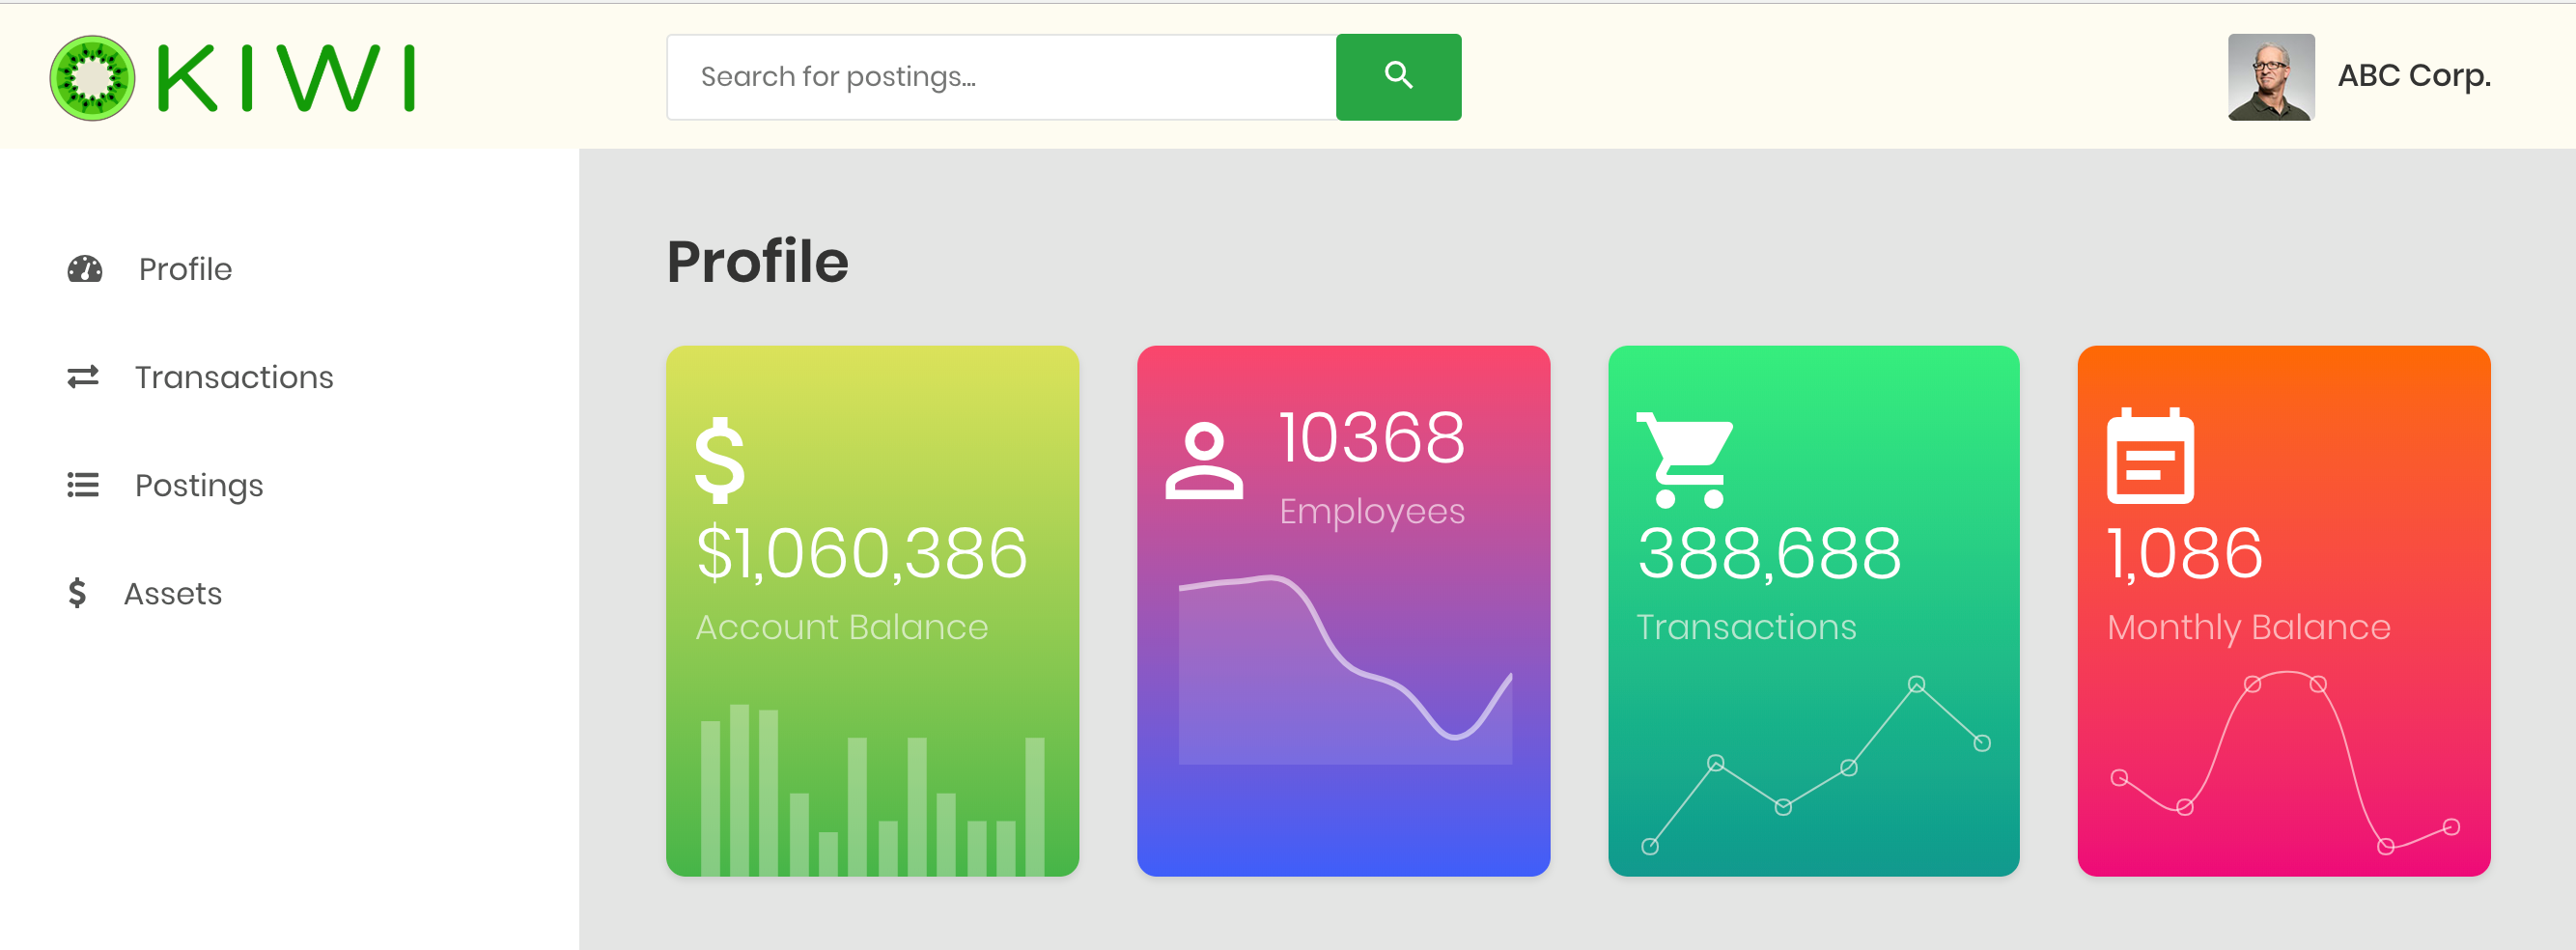 KIWI
Search for postings...
ABC Corp.
Profile
Transactions
Postings
Assets
Profile
$1,060,386
Account Balance
10368
Employees
388,688
Transactions
1,086
Monthly Balance